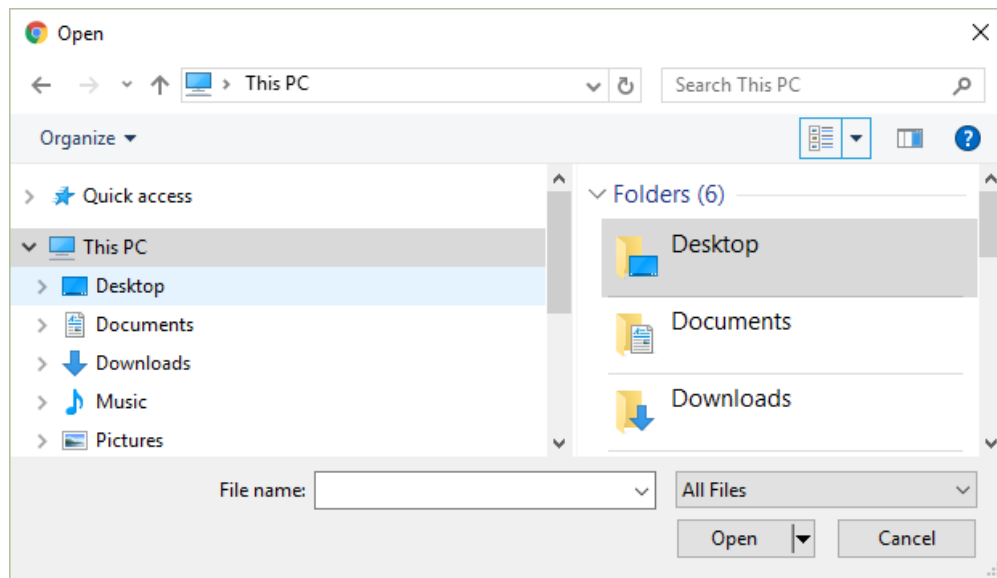 Open
This PC
Search This PC
Organize
?
Quick access
This PC
Desktop
Documents
Downloads
Music
Pictures
Folders (6)
Desktop
Documents
Downloads
File name:
All Files
Open
Cancel